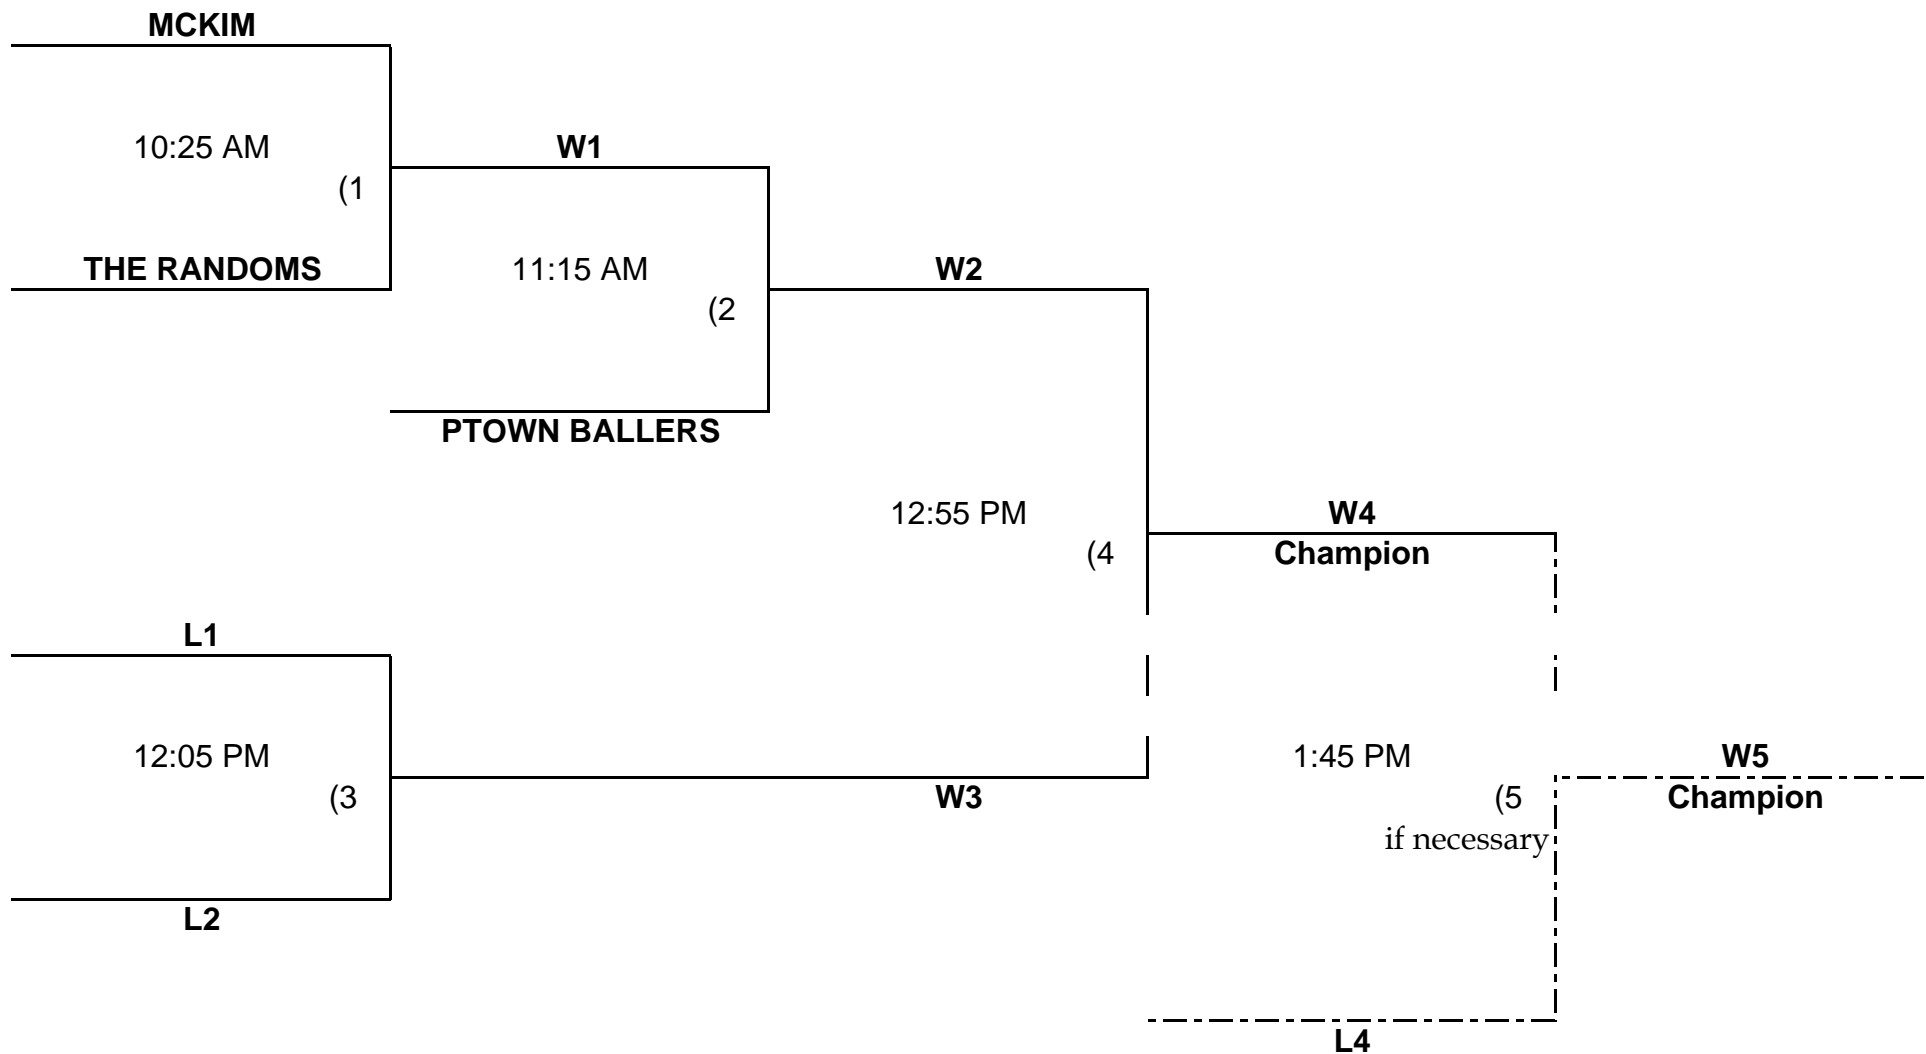 MCKIM
10:25 AM
W1
(1
THE RANDOMS
11:15 AM
W2
(2
PTOWN BALLERS
12:55 PM
W4
(4
Champion
L1
12:05 PM
1:45 PM
W5
(3
W3
(5
Champion
if necessary
L2
L4